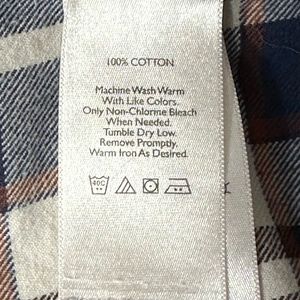 100% COTTON
Machine Wash Warm
With Like Colors.
Only Non-Chlorine Bleach
When Needed.
Tumble Dry Low.
Remove Promptly.
Warm Iron As Desired.
40C